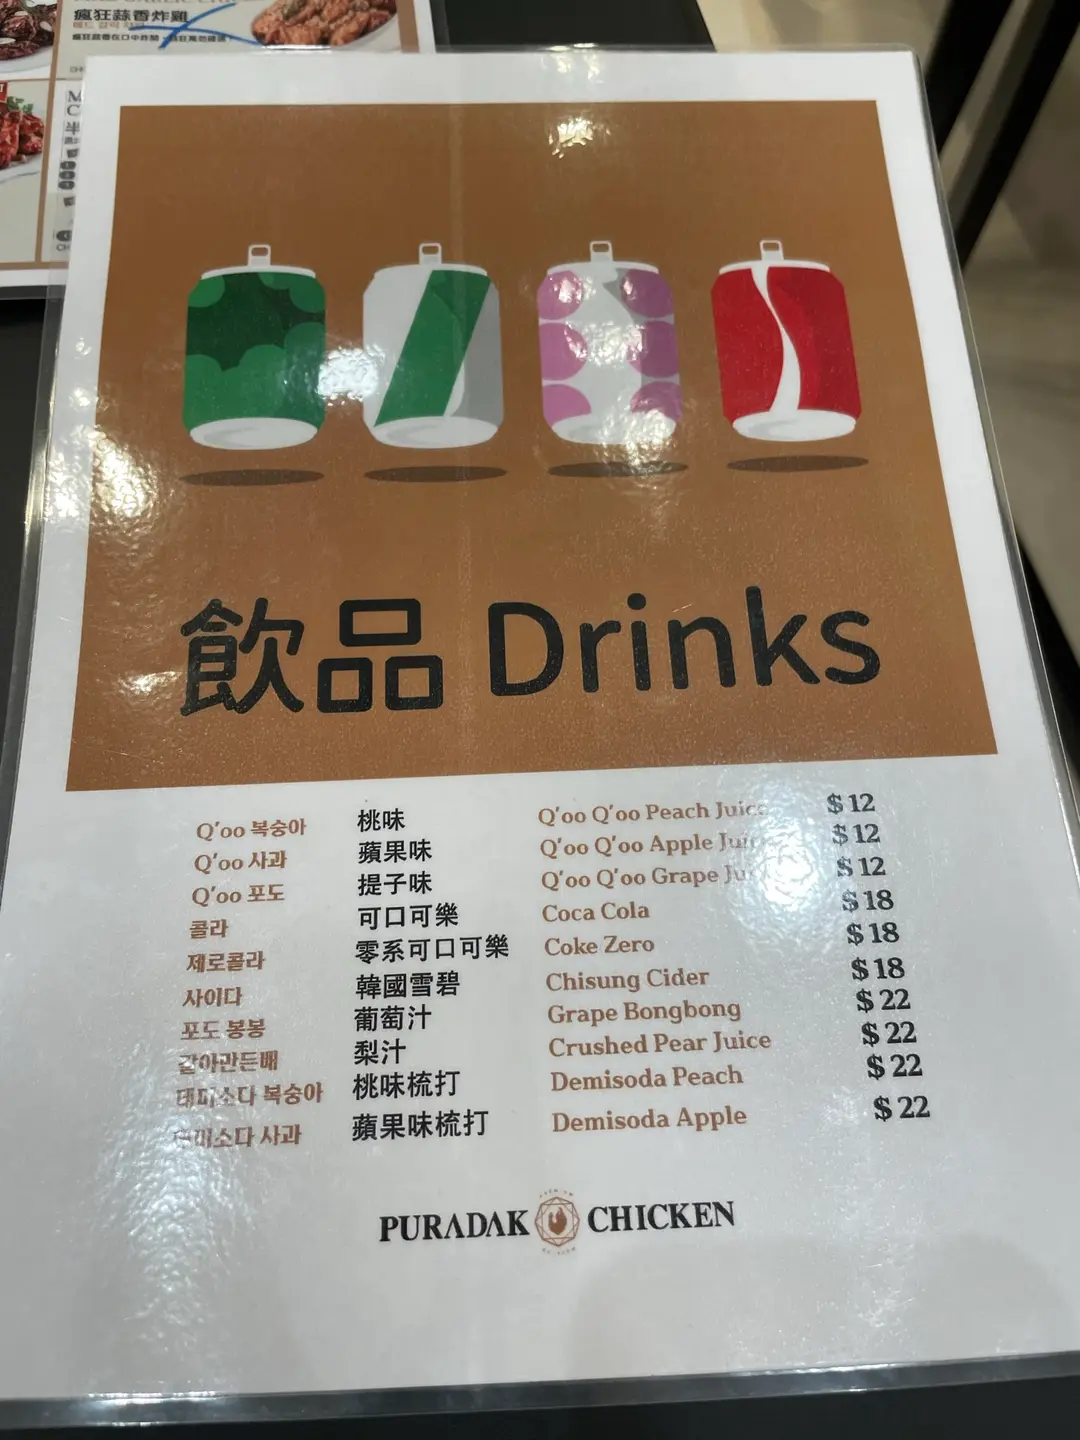 瘋狂蒜香炸雞
飲品 Drinks
Q'oo 복숭아 桃味 Q'oo Q'oo Peach Juice $ 12
Q'oo 사과 蘋果味 Q'oo Q'oo Apple $ 12
Q'oo 포도 提子味 Q'oo Q'oo Grape $ 12
콜라 可口可樂 Coca Cola $ 18
제로콜라 零系可口可樂 Coke Zero $ 18
사이다 韓國雪碧 Chisung Cider $ 18
포도 봉봉 葡萄汁 Grape Bongbong $ 22
갈아만든배 梨汁 Crushed Pear Juice $ 22
데미소다 복숭아 桃味梳打 Demisoda Peach $ 22
사과 蘋果味梳打 Demisoda Apple $ 22
PURADAK CHICKEN